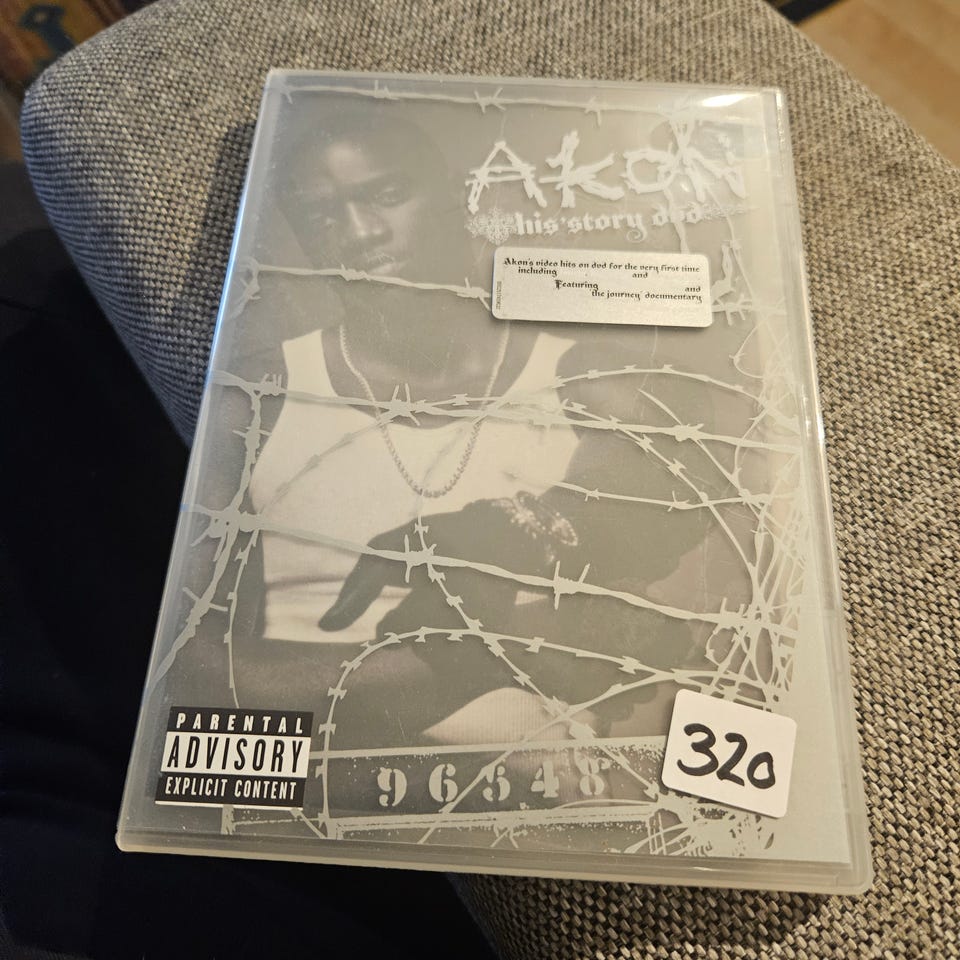 AkoN
his'story dvd
Akon's video hits on dvd for the very first time
including and
Featuring and
'the journey' documentary
PARENTAL
ADVISORY
EXPLICIT CONTENT
96548
320